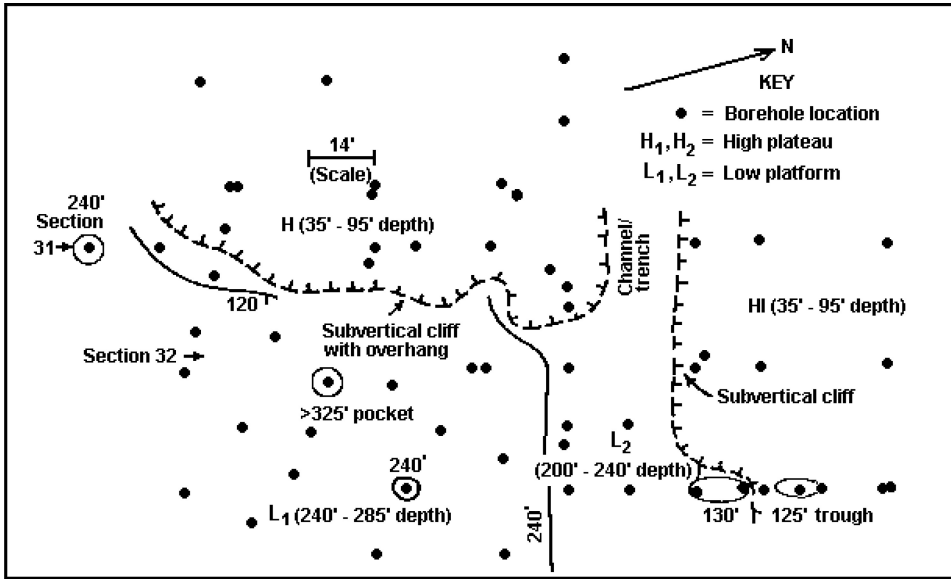 N
KEY
= Borehole location
H1, H2 = High plateau
L1, L2 = Low platform
14'
(Scale)
240'
Section
31
H (35' - 95' depth)
Channel/
trench
120
Subvertical cliff
with overhang
HI (35' - 95' depth)
Section 32
>325' pocket
Subvertical cliff
L2
(200' - 240' depth)
240'
L1 (240' - 285' depth)
240'
130'
125' trough